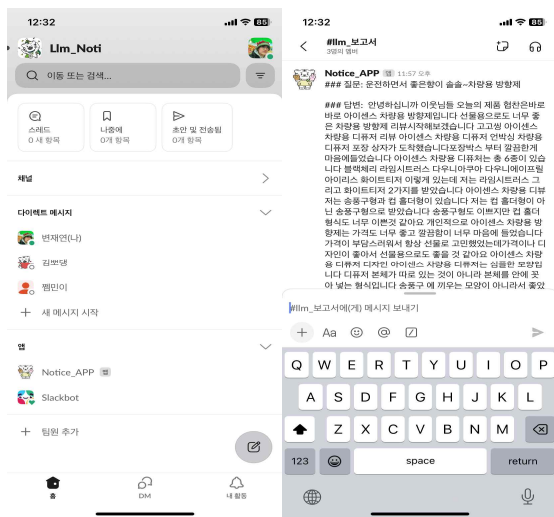 12:32
85
Llm_Noti
이동 또는 검색...
스레드
0 새 항목
나중에
0개 항목
초안 및 전송됨
0개 항목
채널
다이렉트 메시지
변재연(나)
김뽀댕
쩸민이
+ 새 메시지 시작
앱
Notice_APP 앱
Slackbot
+ 팀원 추가
홈
DM
내 활동
12:32
85
#llm_보고서
3명의 멤버
Notice_APP 앱 11:57 오후
### 질문: 운전하면서 좋은향이 솔솔~차량용 방향제
### 답변: 안녕하십니까 이웃님들 오늘의 제품 협찬은바로
바로 아이센스 차량용 방향제입니다 선물용으로도 너무 좋
은 차량용 방향제 리뷰시작해보겠습니다 고고씽 아이센스
차량용 디퓨저 리뷰 아이센스 차량용 디퓨저 언박싱 차량용
디퓨저 포장 상자가 도착했습니다포장박스 부터 깔끔한게
마음에들었습니다 아이센스 차량용 디퓨처는 총 6종이 있습
니다 블랙체리 라임시트러스 다우니아쿠아 다우니에이프릴
아이리스 화이트티저 이렇게 있는데 저는 라임시트러스 그
리고 화이트티저 2가지를 받았습니다 아이센스 차량용 디뷰
저는 송풍구형과 컵 홀더형이 있습니다 저는 컵 홀더형이 아
닌 송풍구형으로 받았습니다 송풍구형도 이쁘지만 컵 홀더
형식도 너무 이쁜것 같아요 개인적으로 아이센스 차량용 방
향제는 가격도 너무 좋고 깔끔함이 너무 마음에 들었습니다
가격이 부담스러워서 항상 선물로 고민했었는데가격이나 디
자인이 좋아서 선물용으로도 좋을 것 같아요 아이센스 차량
용 디퓨저 디자인 아이센스 차량용 디퓨저는 심플한 모양입
니다 디퓨저 본체가 따로 있는 것이 아니라 본체를 안에 꽂
아 넣는 형식입니다 송풍구 에 끼우는 모양이 아니라서 좋았
#llm_보고서에(게) 메시지 보내기
+ Aa @
Q W E R T Y U I O P
A S D F G H J K L
Z X C V B N M
123 space return